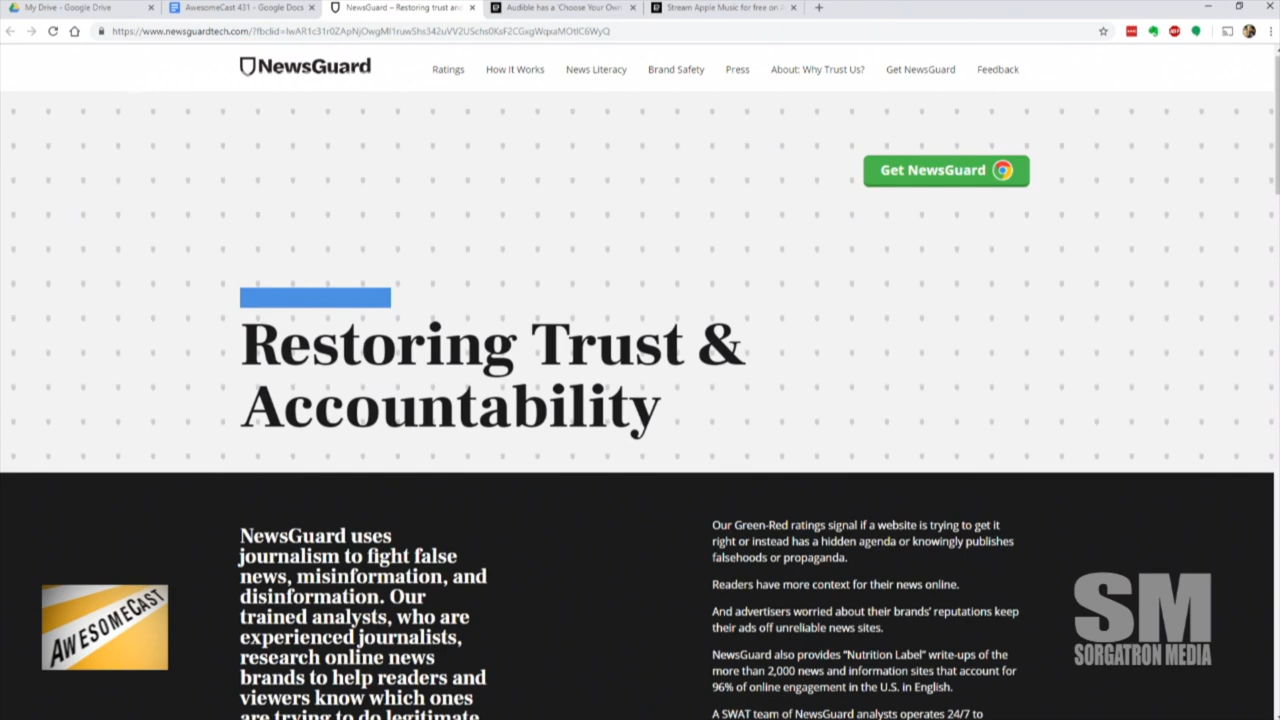 My Drive - Google Drive
AwesomeCast 431 - Google Docs
NewsGuard – Restoring trust and
Audible has a 'Choose Your Own
Stream Apple Music for free on
NewsGuard
Ratings
How It Works
News Literacy
Brand Safety
Press
About: Why Trust Us?
Get NewsGuard
Feedback
Get NewsGuard
Restoring Trust &
Accountability
NewsGuard uses
journalism to fight false
news, misinformation, and
disinformation. Our
trained analysts, who are
experienced journalists,
research online news
brands to help readers and
viewers know which ones
are trying to do legitimate
Our Green-Red ratings signal if a website is trying to get it
right or instead has a hidden agenda or knowingly publishes
falsehoods or propaganda.
Readers have more context for their news online.
And advertisers worried about their brands' reputations keep
their ads off unreliable news sites.
NewsGuard also provides "Nutrition Label" write-ups of the
more than 2,000 news and information sites that account for
96% of online engagement in the U.S. in English.
A SWAT team of NewsGuard analysts operates 24/7 to
AWESOMECAST
SM
SORGATRON MEDIA